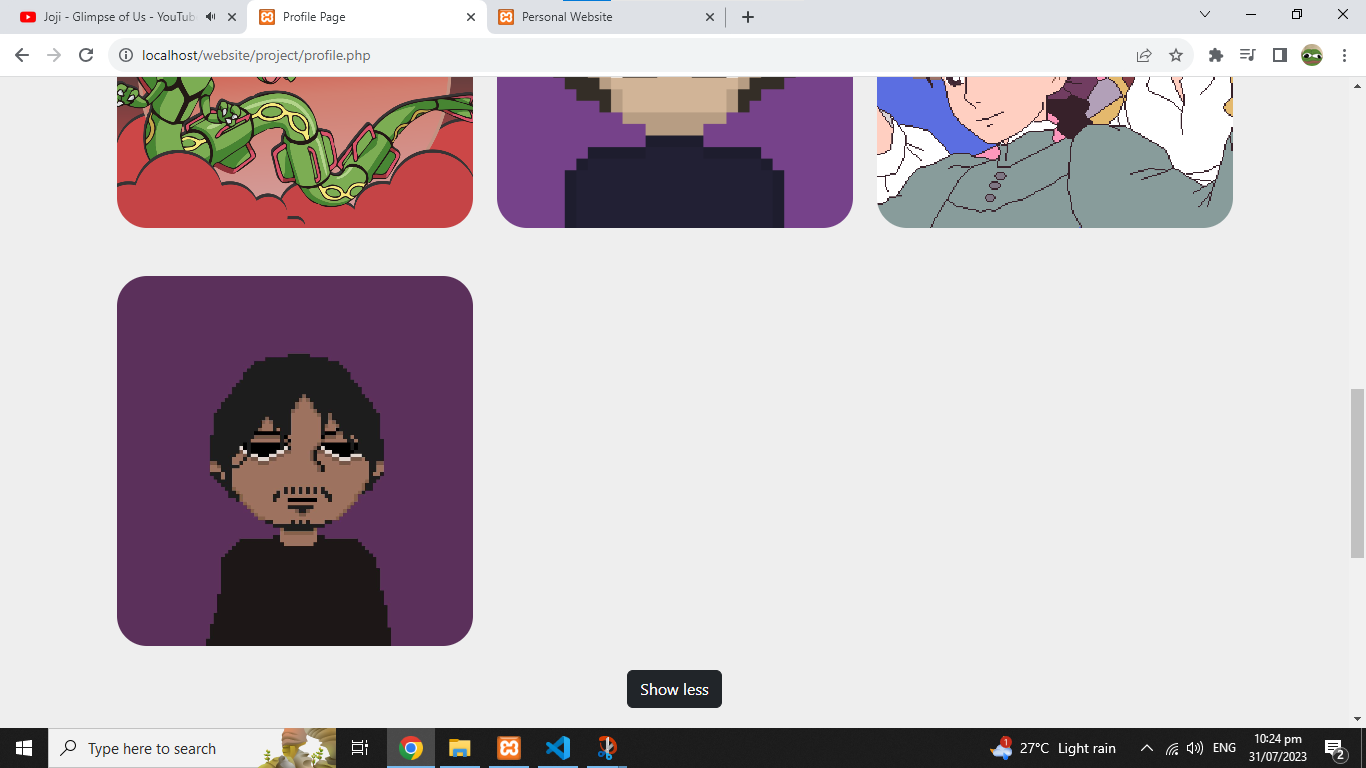 Joji - Glimpse of Us - YouTub
Profile Page
Personal Website
localhost/website/project/profile.php
Show less
Type here to search
1
27°C Light rain
ENG
10:24 pm
31/07/2023
2